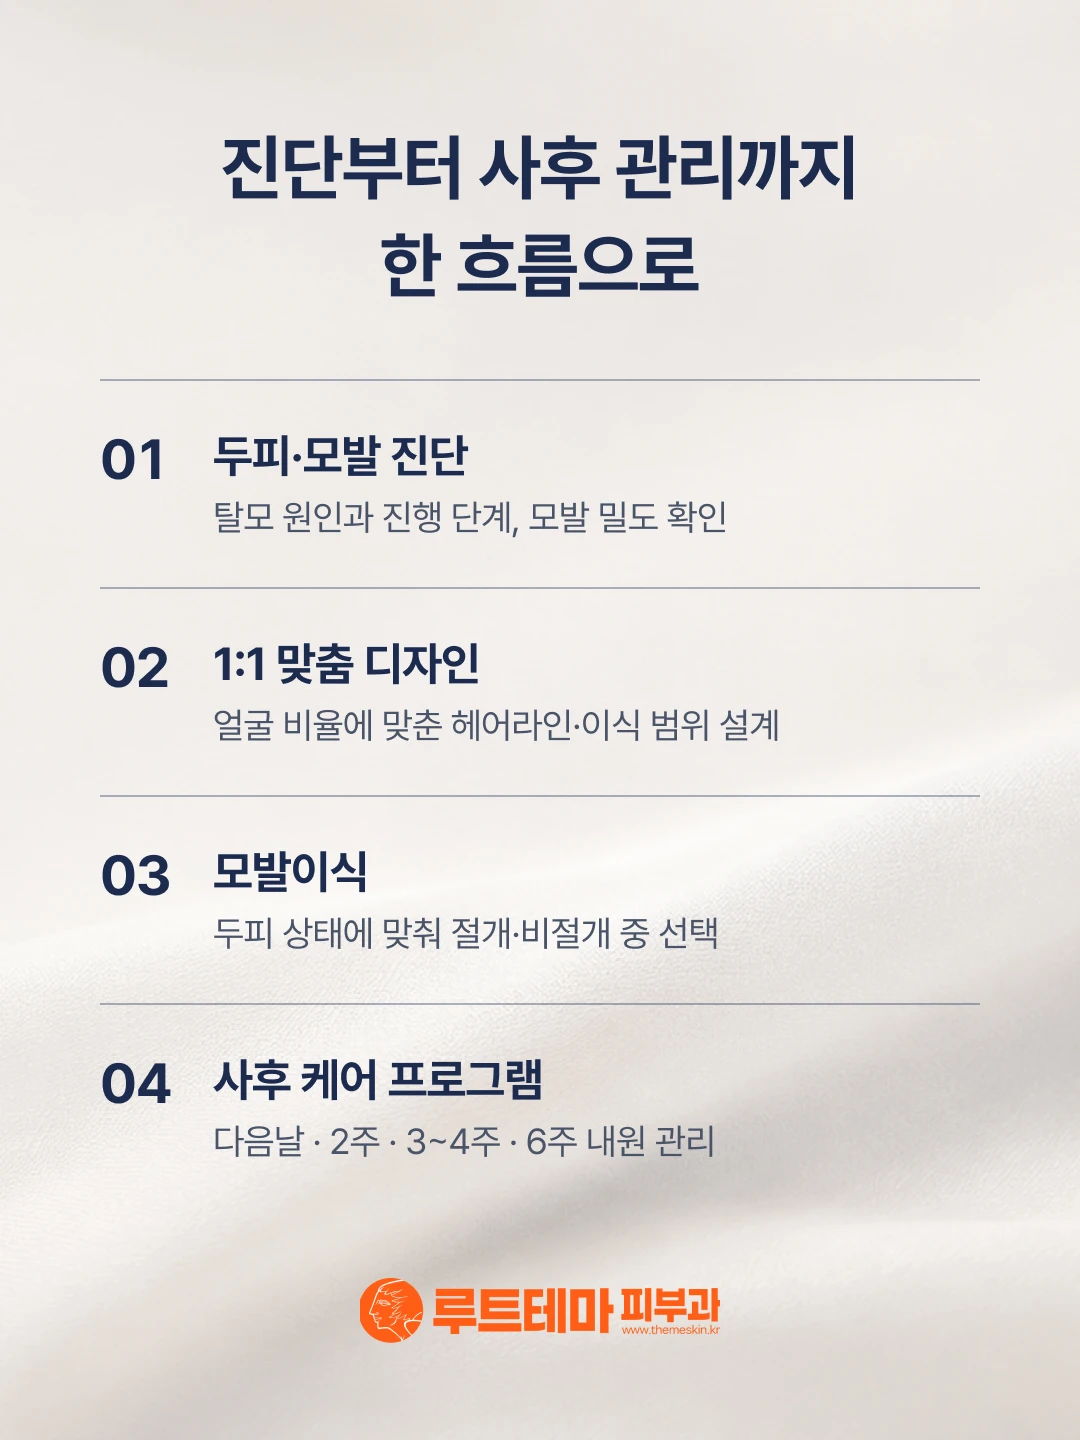 진단부터 사후 관리까지
한 흐름으로
01 두피·모발 진단
탈모 원인과 진행 단계, 모발 밀도 확인
02 1:1 맞춤 디자인
얼굴 비율에 맞춘 헤어라인·이식 범위 설계
03 모발이식
두피 상태에 맞춰 절개·비절개 중 선택
04 사후 케어 프로그램
다음날 · 2주 · 3~4주 · 6주 내원 관리
루트테마 피부과
www.themeskin.kr